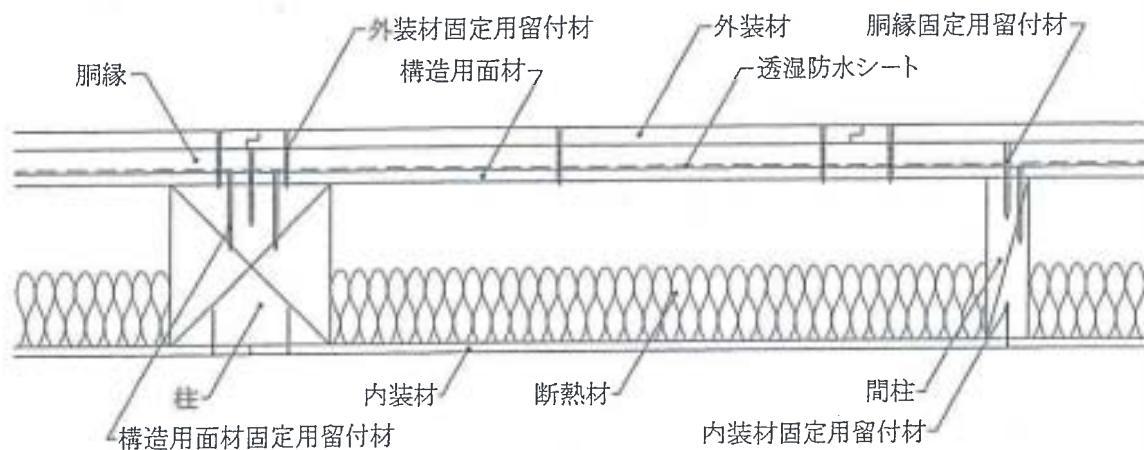 外装材固定用留付材
外装材
胴縁固定用留付材
胴縁
構造用面材
透湿防水シート
柱
内装材
断熱材
間柱
構造用面材固定用留付材
内装材固定用留付材